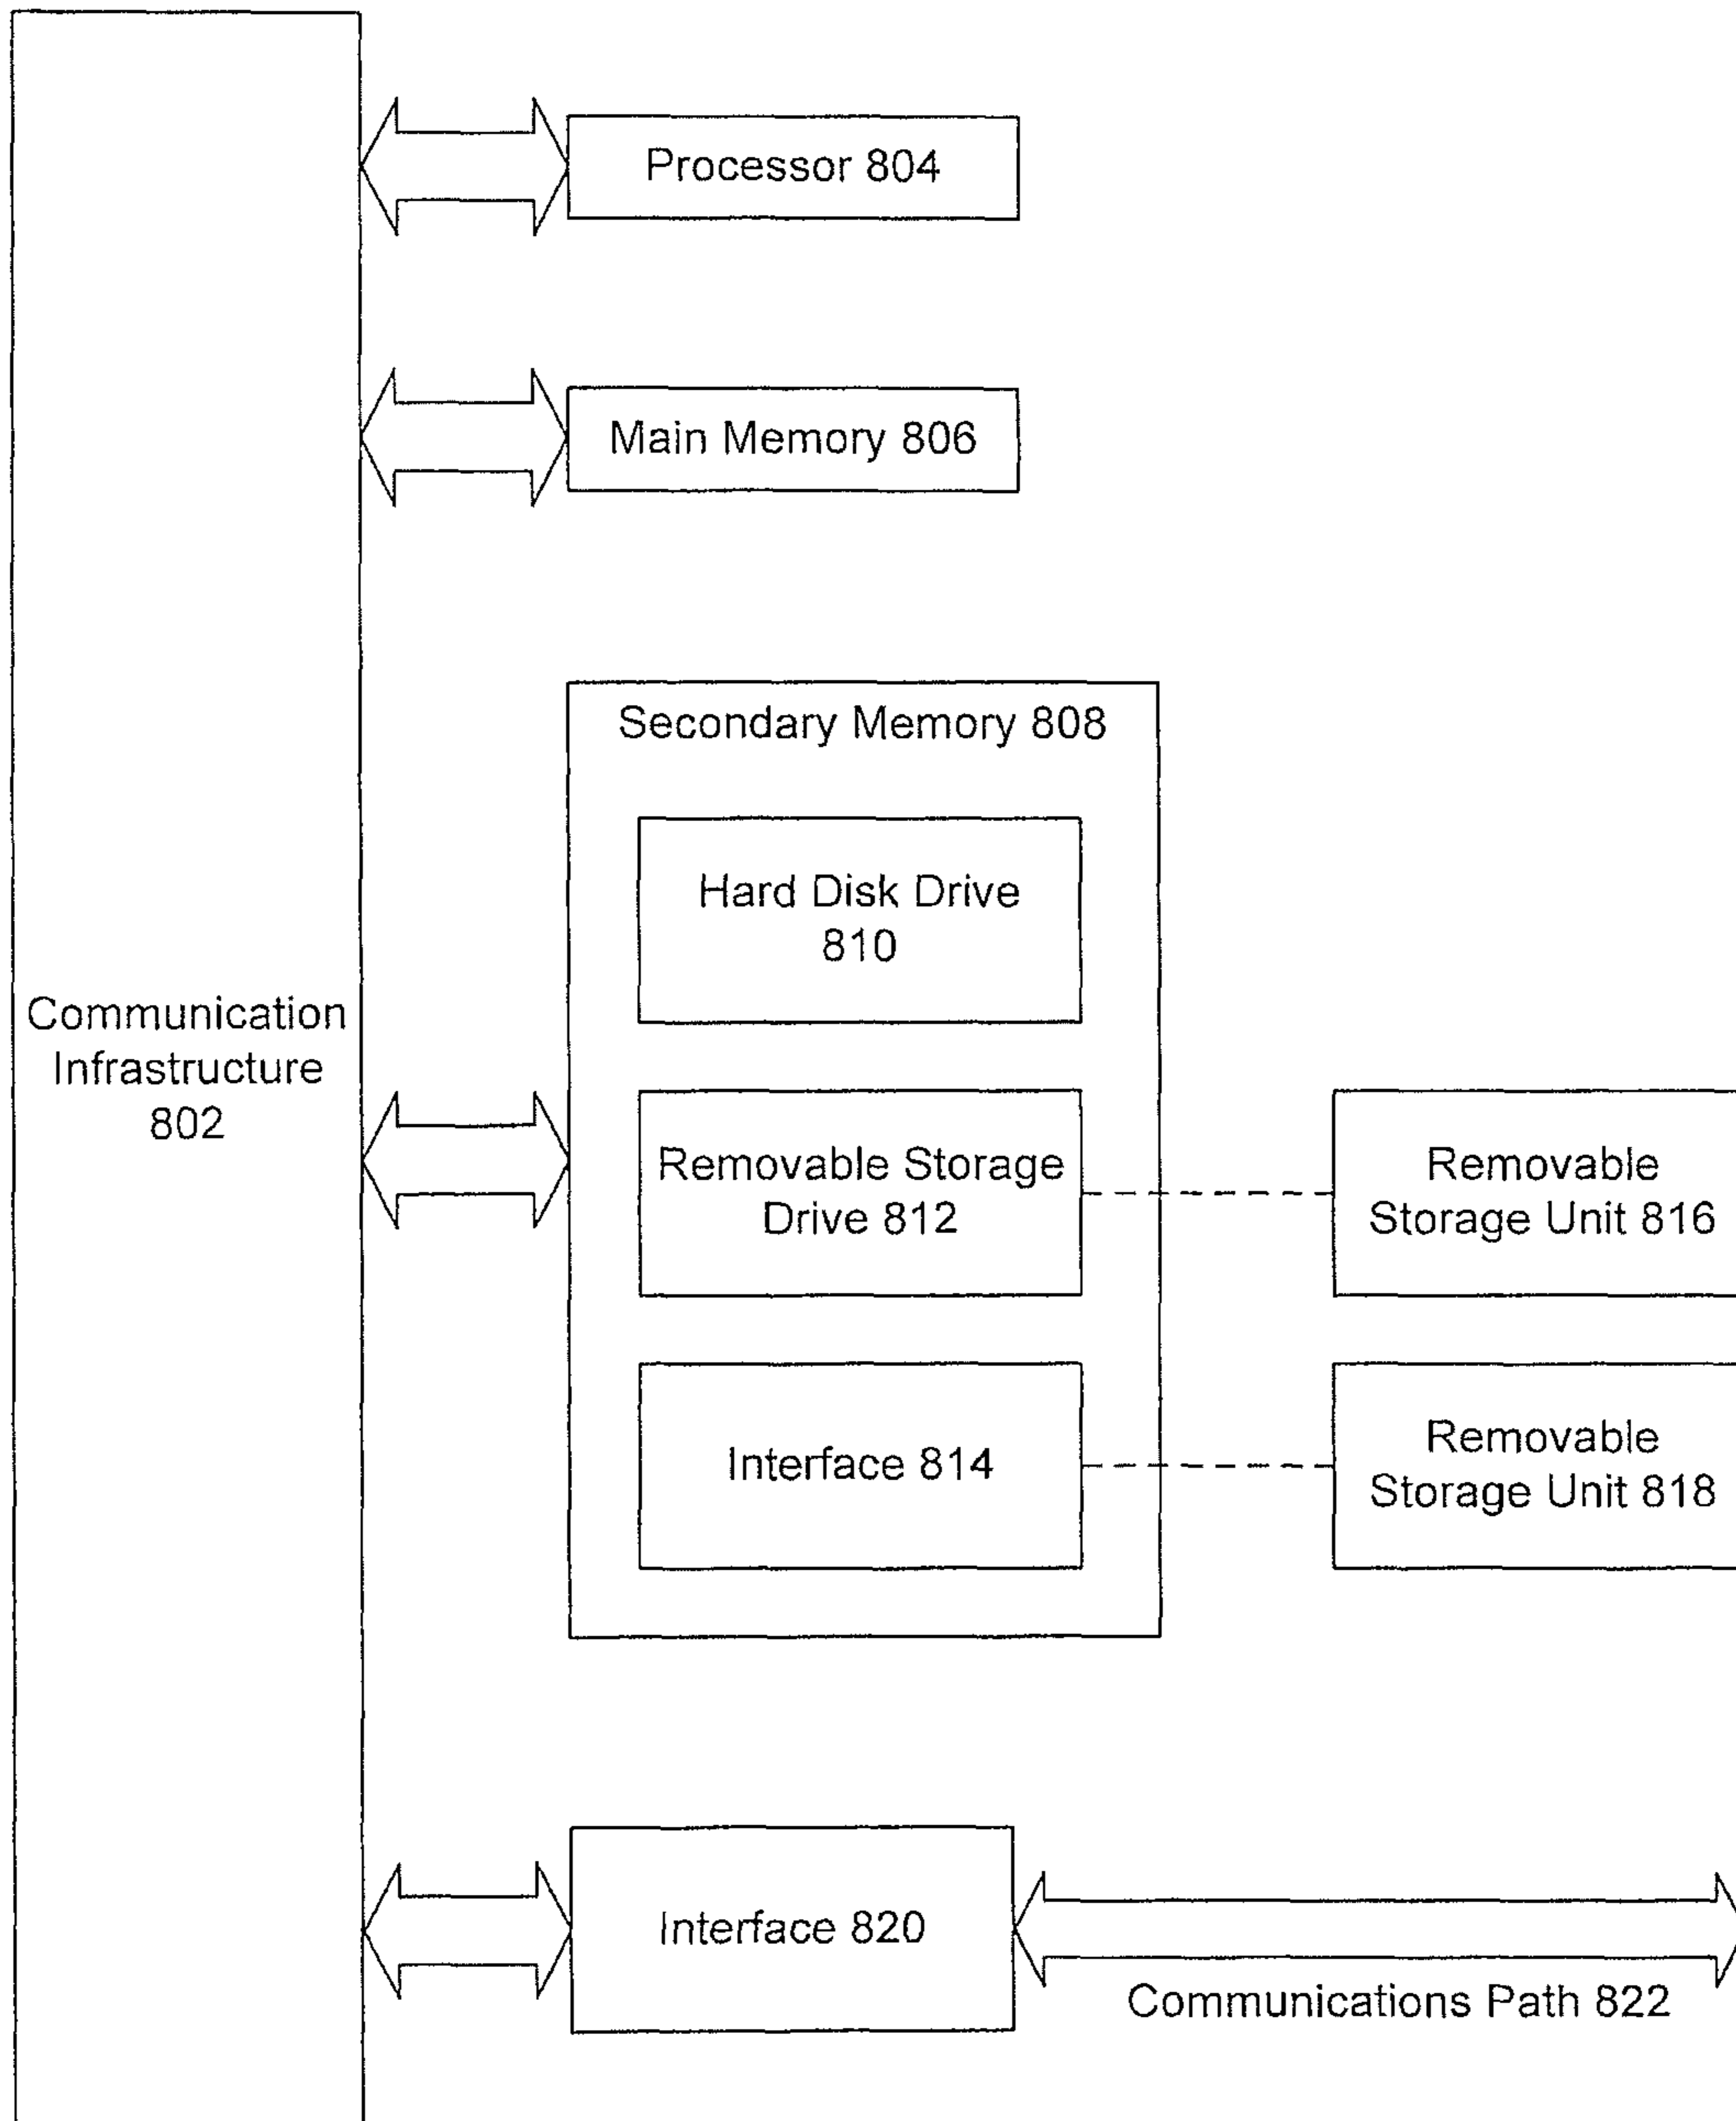 Processor 804
Main Memory 806
Secondary Memory 808
Hard Disk Drive
810
Communication
Infrastructure
802
Removable Storage
Drive 812
Removable
Storage Unit 816
Interface 814
Removable
Storage Unit 818
Interface 820
Communications Path 822